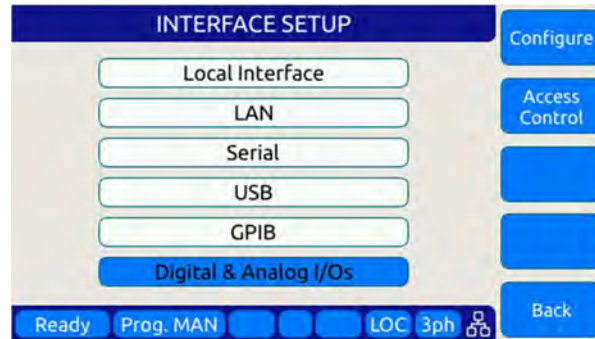 INTERFACE SETUP
Configure
Local Interface
Access
Control
LAN
Serial
USB
GPIB
Digital & Analog I/Os
Back
Ready Prog. MAN LOC 3ph